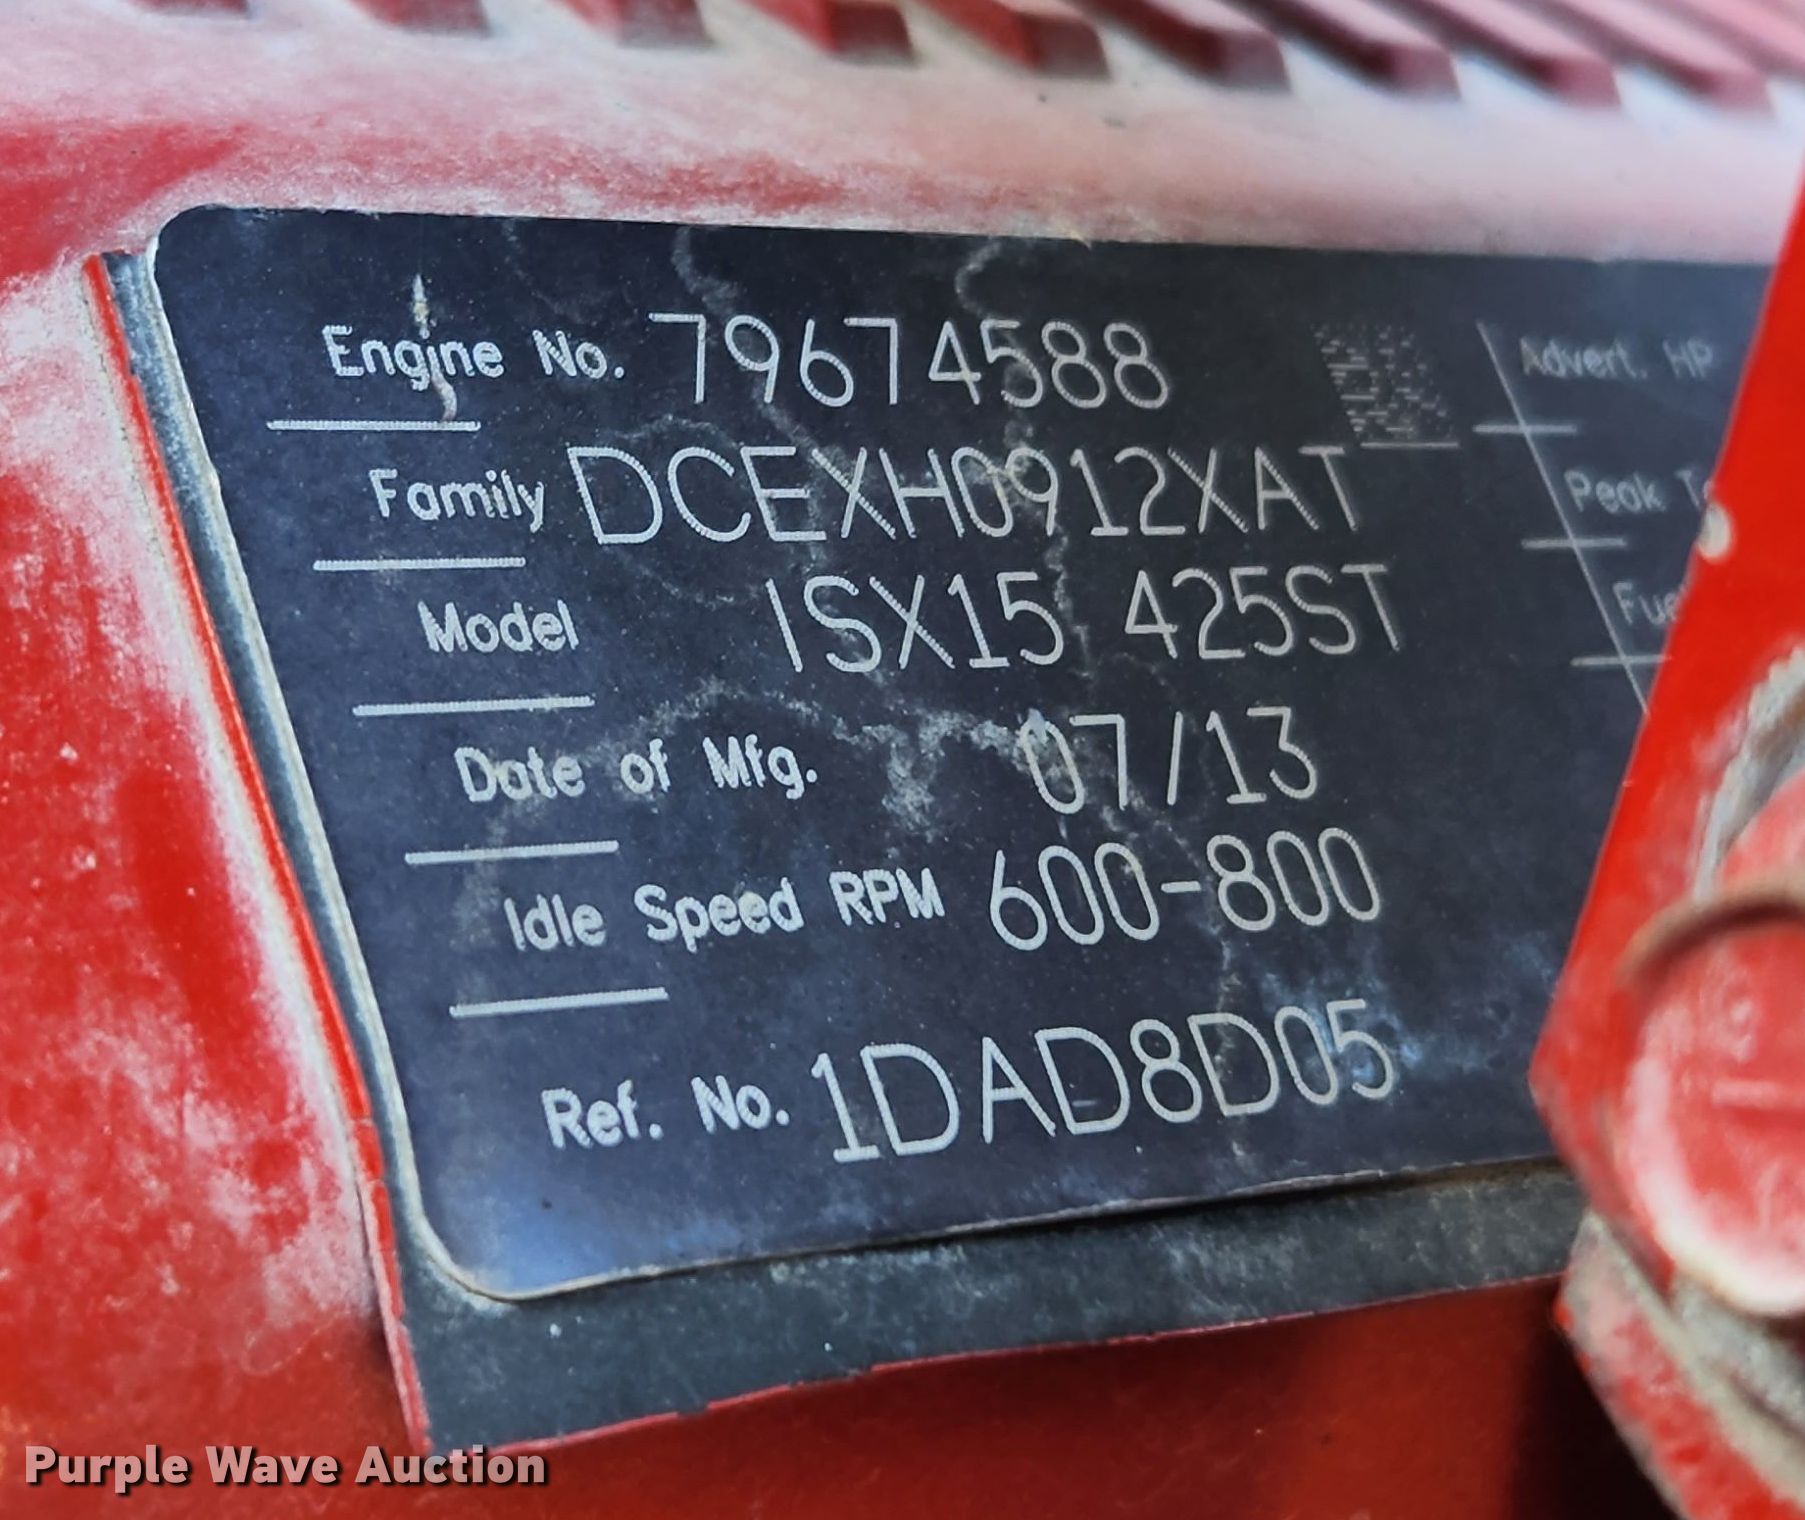 Engine No. 79674588
Advert. HP
Family DCEXH0912XAT
Peak
Model ISX15 425ST
Date of Mfg. 07/13
Idle Speed RPM 600-800
Ref. No. 1DAD8D05
Purple Wave Auction